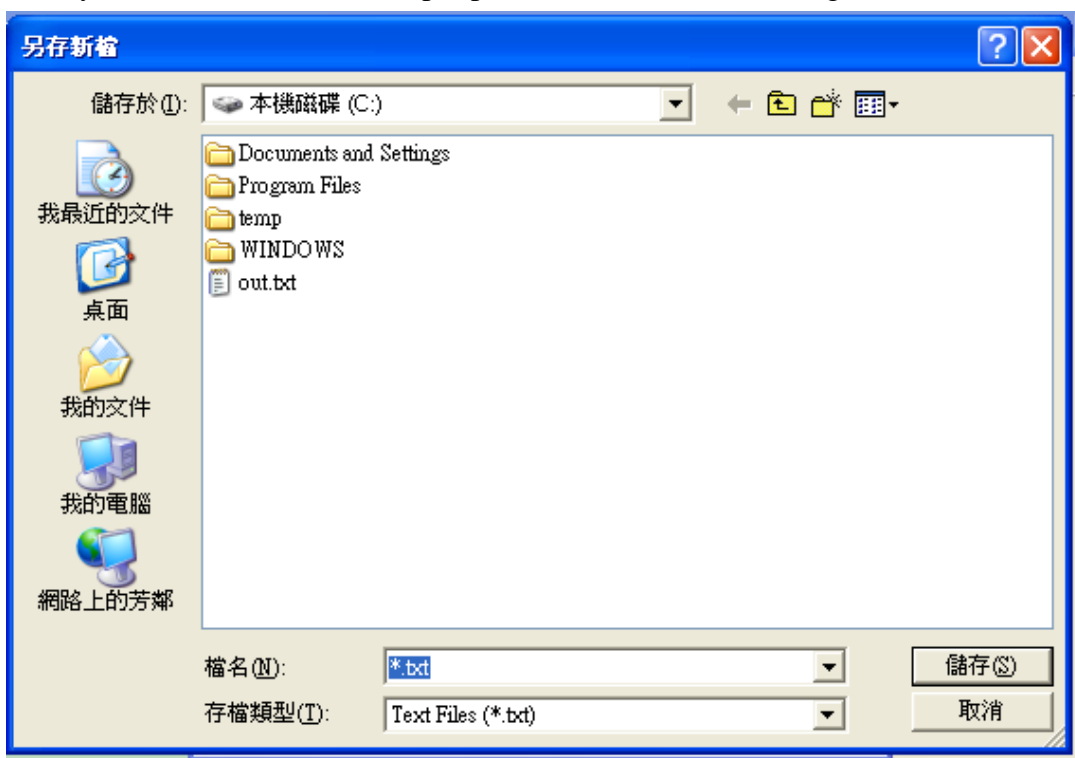 另存新檔
儲存於(I):
本機磁碟 (C:)
Documents and Settings
Program Files
temp
WINDOWS
out.txt
我最近的文件
桌面
我的文件
我的電腦
網路上的芳鄰
檔名(N):
*.txt
儲存(S)
存檔類型(T):
Text Files (*.txt)
取消